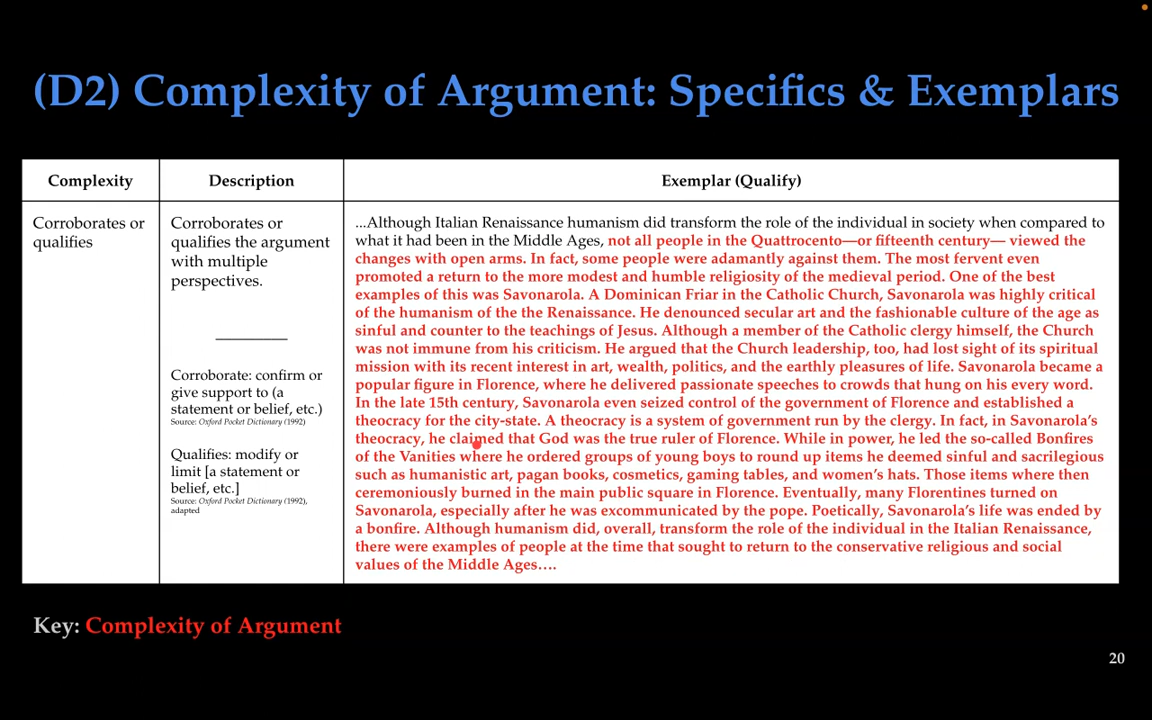 (D2) Complexity of Argument: Specifics & Exemplars
Complexity
Description
Exemplar (Qualify)
Corroborates or
qualifies
Corroborates or
qualifies the argument
with multiple
perspectives.
Corroborate: confirm or
give support to (a
statement or belief, etc.)
Source: Oxford Pocket Dictionary (1992)
Qualifies: modify or
limit [a statement or
belief, etc.]
Source: Oxford Pocket Dictionary (1992),
adapted
...Although Italian Renaissance humanism did transform the role of the individual in society when compared to
what it had been in the Middle Ages, not all people in the Quattrocento—or fifteenth century— viewed the
changes with open arms. In fact, some people were adamantly against them. The most fervent even
promoted a return to the more modest and humble religiosity of the medieval period. One of the best
examples of this was Savonarola. A Dominican Friar in the Catholic Church, Savonarola was highly critical
of the humanism of the the Renaissance. He denounced secular art and the fashionable culture of the age as
sinful and counter to the teachings of Jesus. Although a member of the Catholic clergy himself, the Church
was not immune from his criticism. He argued that the Church leadership, too, had lost sight of its spiritual
mission with its recent interest in art, wealth, politics, and the earthly pleasures of life. Savonarola became a
popular figure in Florence, where he delivered passionate speeches to crowds that hung on his every word.
In the late 15th century, Savonarola even seized control of the government of Florence and established a
theocracy for the city-state. A theocracy is a system of government run by the clergy. In fact, in Savonarola's
theocracy, he claimed that God was the true ruler of Florence. While in power, he led the so-called Bonfires
of the Vanities where he ordered groups of young boys to round up items he deemed sinful and sacrilegious
such as humanistic art, pagan books, cosmetics, gaming tables, and women's hats. Those items where then
ceremoniously burned in the main public square in Florence. Eventually, many Florentines turned on
Savonarola, especially after he was excommunicated by the pope. Poetically, Savonarola's life was ended by
a bonfire. Although humanism did, overall, transform the role of the individual in the Italian Renaissance,
there were examples of people at the time that sought to return to the conservative religious and social
values of the Middle Ages….
Key: Complexity of Argument
20